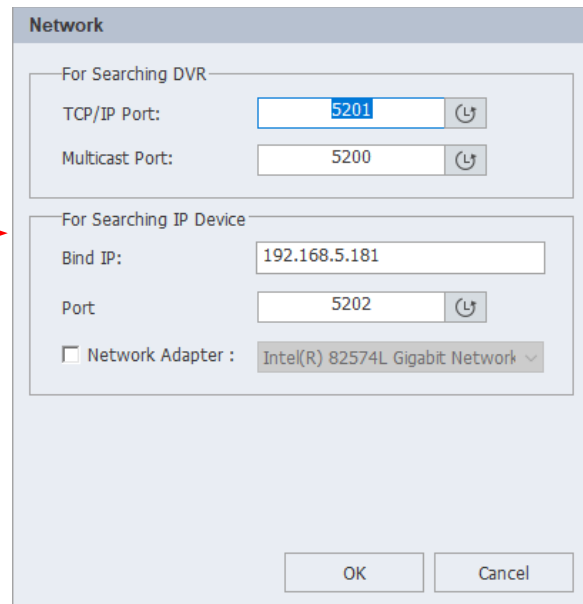 Network
For Searching DVR
TCP/IP Port: 5201
Multicast Port: 5200
For Searching IP Device
Bind IP: 192.168.5.181
Port 5202
Network Adapter : Intel(R) 82574L Gigabit Network
OK Cancel